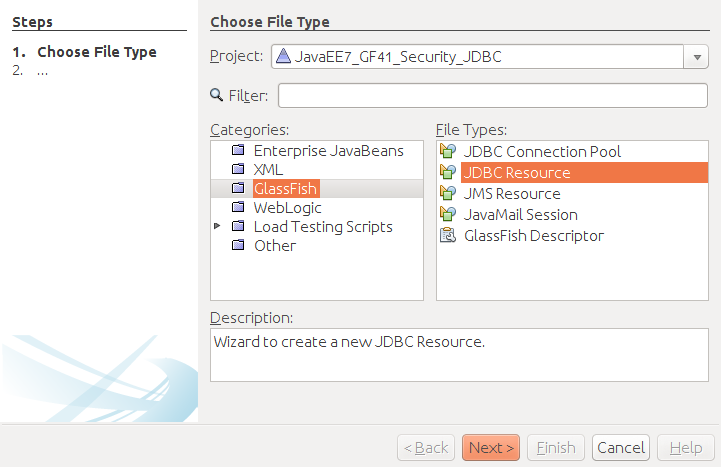 Steps
1. Choose File Type
2. ...
Choose File Type
Project: JavaEE7_GF41_Security_JDBC
Filter:
Categories:
Enterprise JavaBeans
XML
GlassFish
WebLogic
Load Testing Scripts
Other
File Types:
JDBC Connection Pool
JDBC Resource
JMS Resource
JavaMail Session
GlassFish Descriptor
Description:
Wizard to create a new JDBC Resource.
< Back Next > Finish Cancel Help